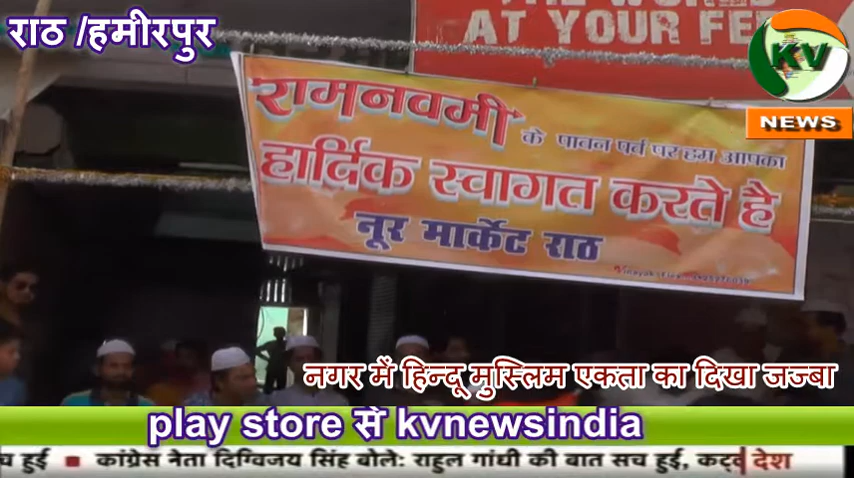 राठ /हमीरपुर
AT YOUR FE
KV
NEWS
रामनवमी के पावन पर्व पर हम आपका
हार्दिक स्वागत करते है
नूर मार्केट राठ
नगर में हिन्दू मुस्लिम एकता का दिखा जज्बा
play store से kvnewsindia
च हुई ▪ कांग्रेस नेता दिग्विजय सिंह बोले: राहुल गांधी की बात सच हुई, कट्व देश